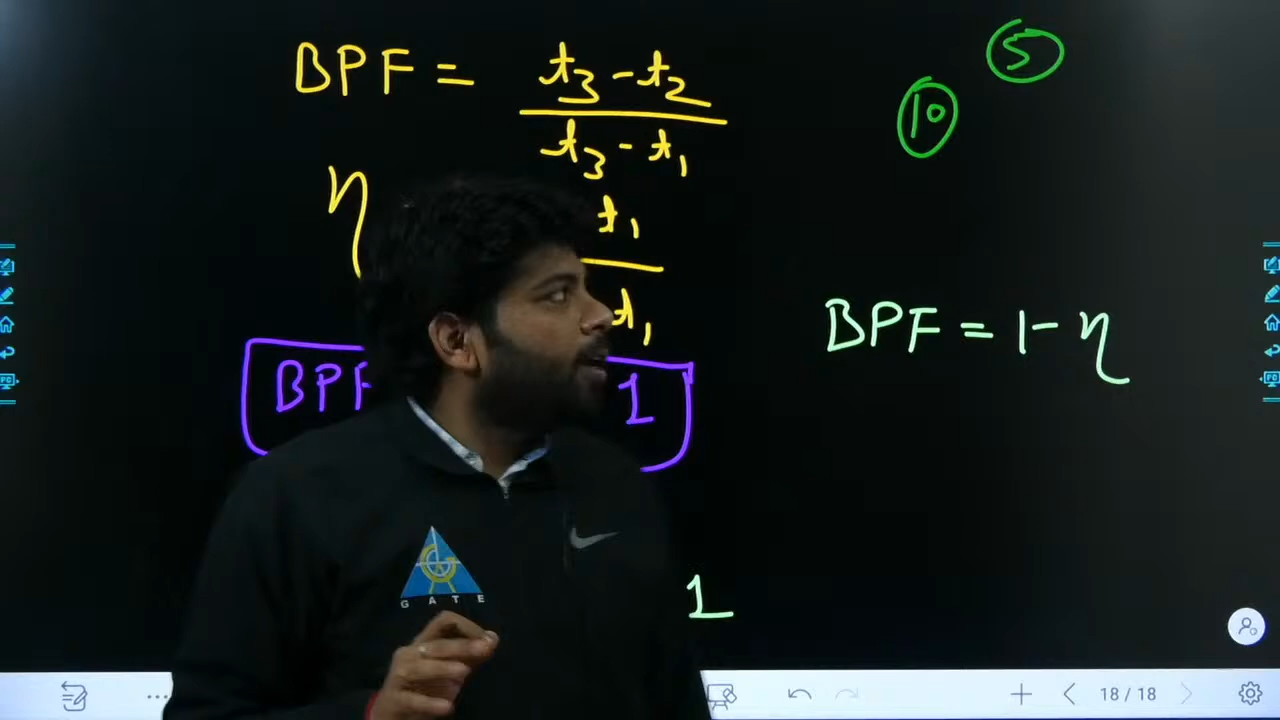 BPF = t₃ - t₂ / t₃ - t₁
5
10
η t₁ / t₁
BPF = 1 - η
BPF 1
1
GATE
18 / 18